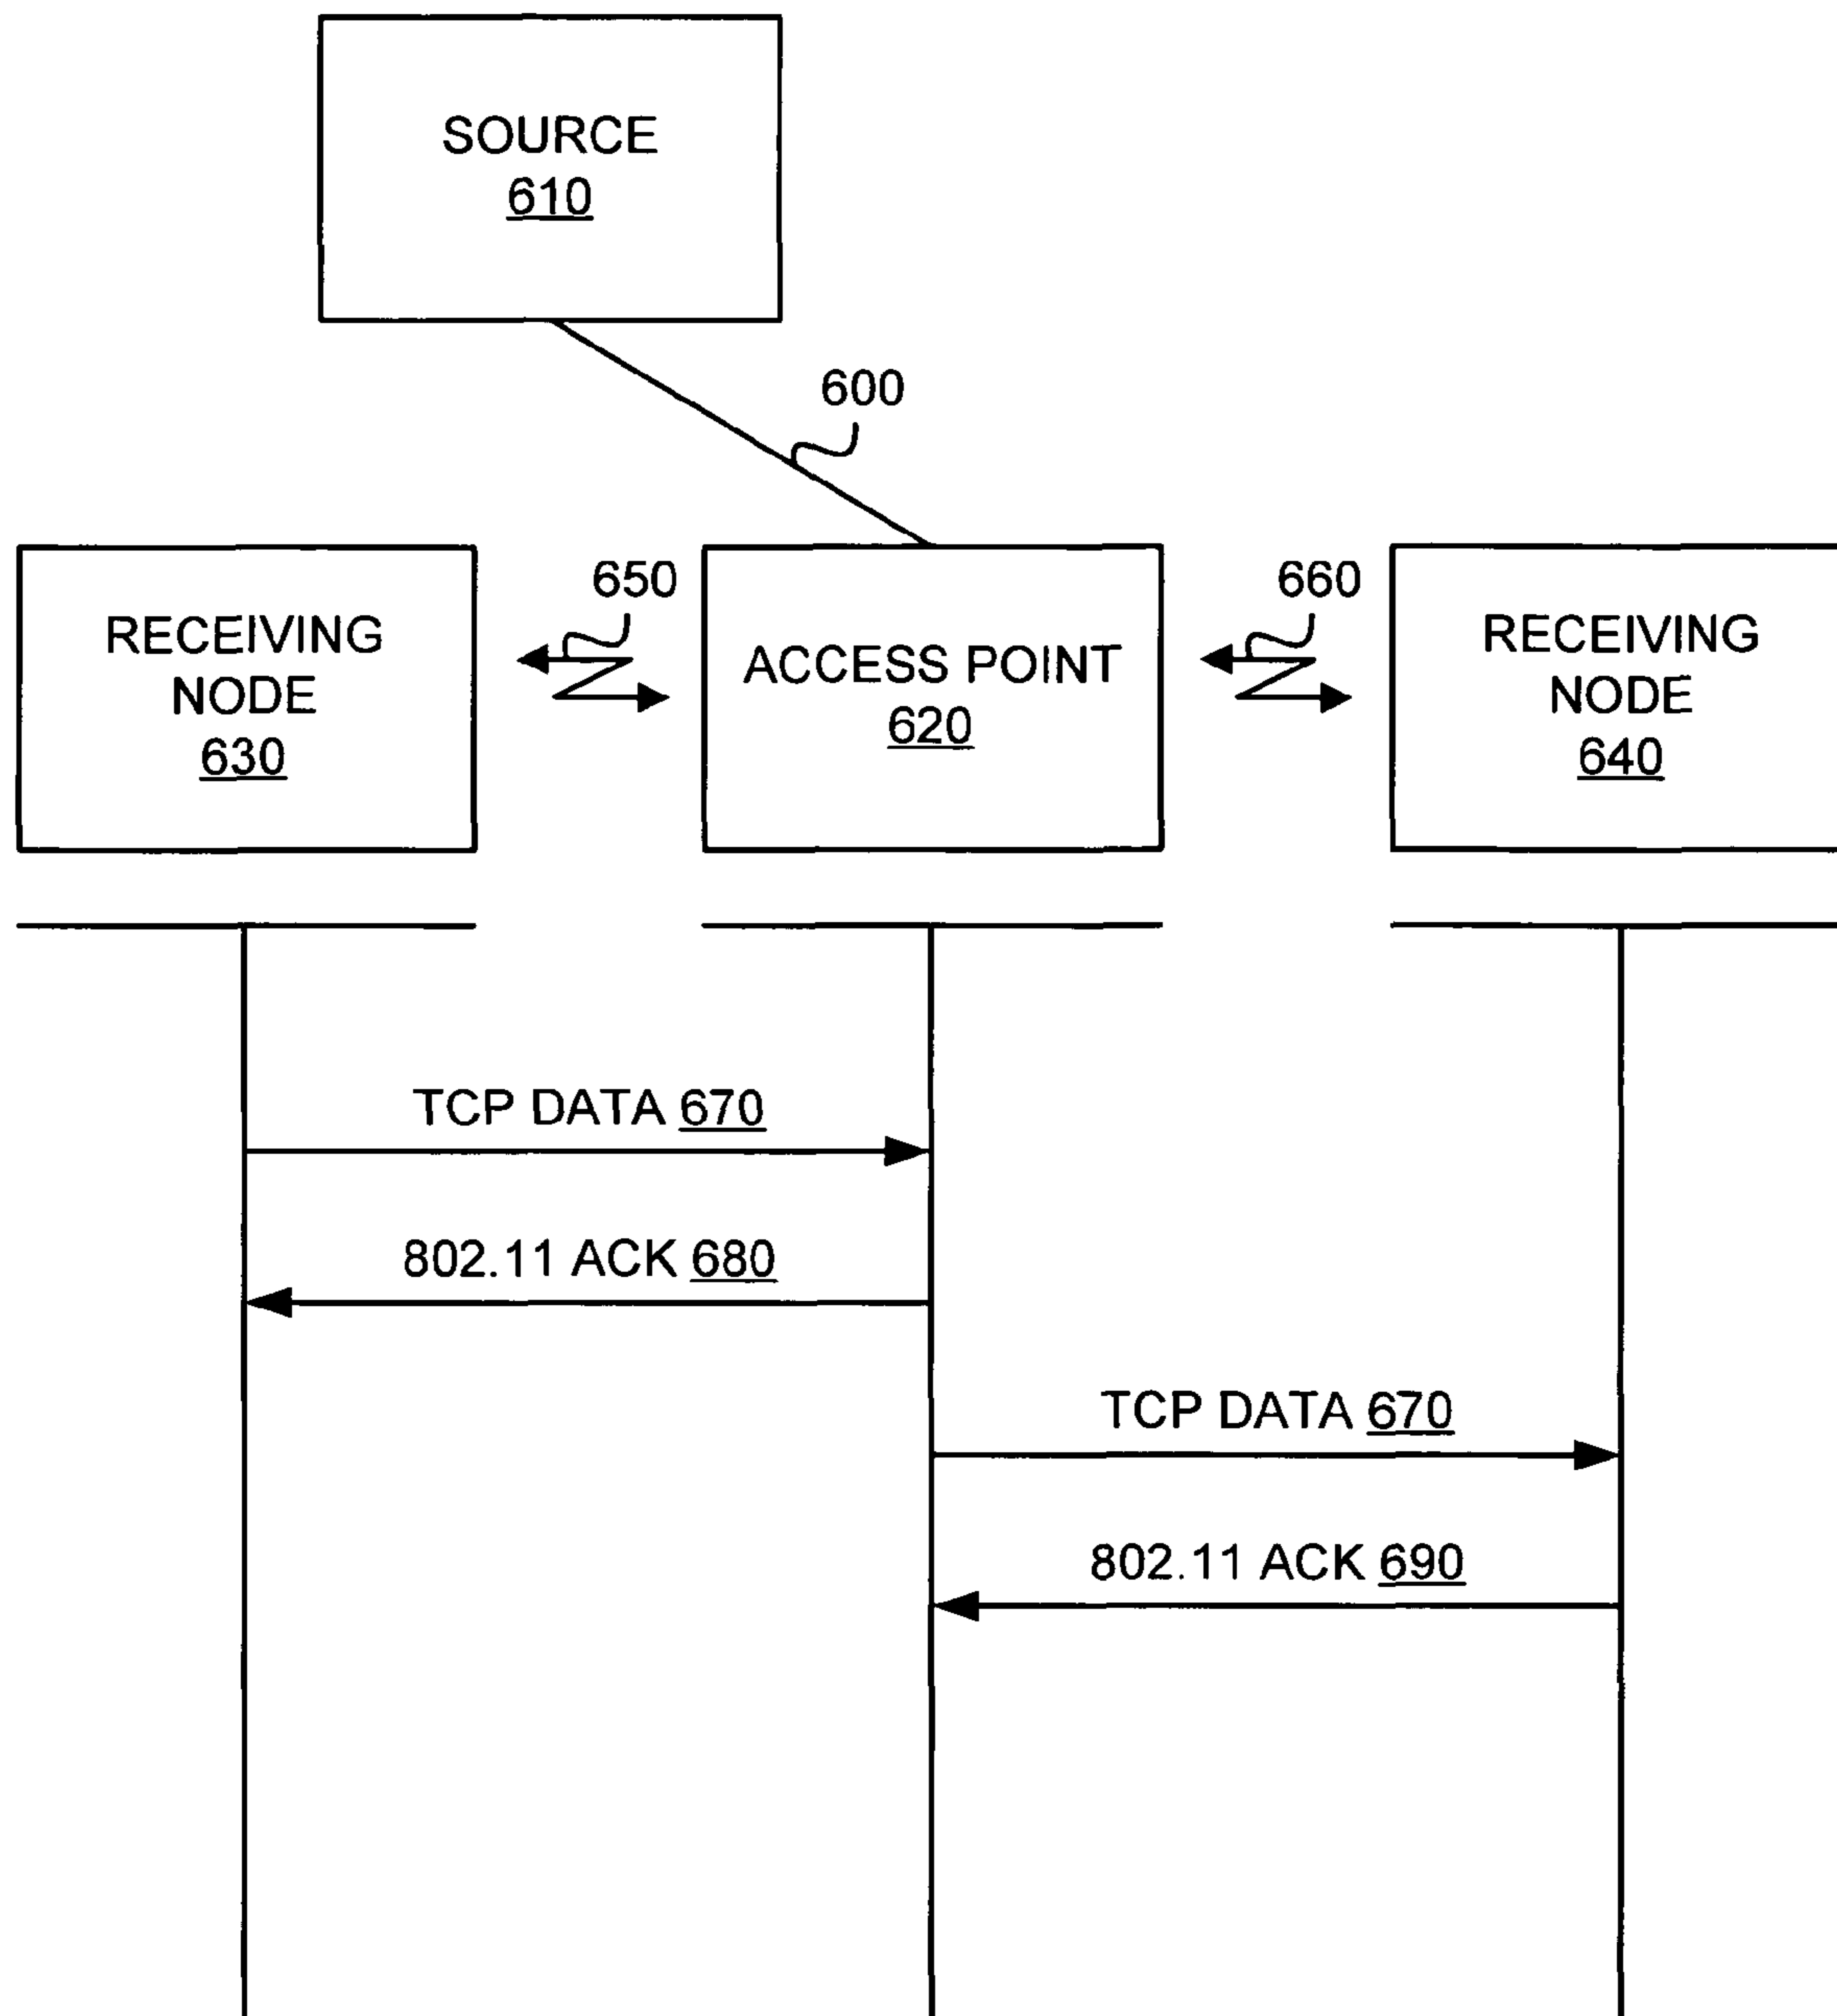 SOURCE
610
600
650
660
RECEIVING
NODE
630
ACCESS POINT
620
RECEIVING
NODE
640
TCP DATA 670
802.11 ACK 680
TCP DATA 670
802.11 ACK 690